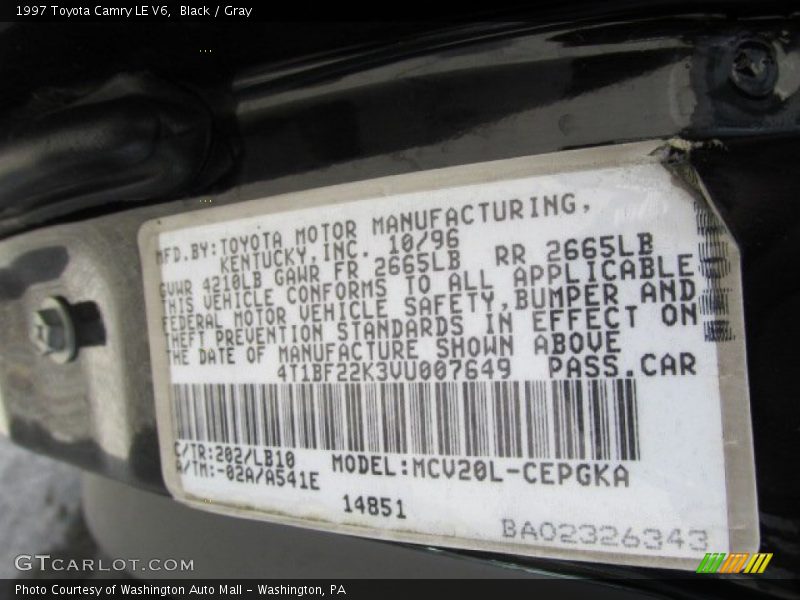 1997 Toyota Camry LE V6,  Black / Gray
MFD.BY:TOYOTA MOTOR MANUFACTURING,
KENTUCKY,INC. 10/96
GVWR 4210LB GAWR FR 2665LB RR 2665LB
THIS VEHICLE CONFORMS TO ALL APPLICABLE
FEDERAL MOTOR VEHICLE SAFETY,BUMPER AND
THEFT PREVENTION STANDARDS IN EFFECT ON
THE DATE OF MANUFACTURE SHOWN ABOVE
4T1BF22K3VU007649 PASS.CAR
C/TR:202/LB10
A/TM:-02A/A541E
MODEL:MCV20L-CEPGKA
14851
BA02326343
GTCARLOT.COM
Photo Courtesy of Washington Auto Mall - Washington, PA